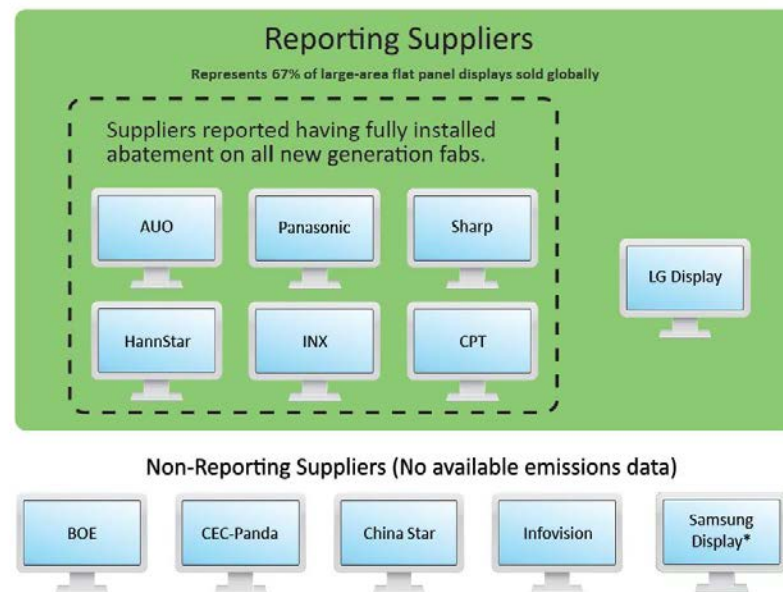 Reporting Suppliers
Represents 67% of large-area flat panel displays sold globally
Suppliers reported having fully installed
abatement on all new generation fabs.
AUO
Panasonic
Sharp
LG Display
HannStar
INX
CPT
Non-Reporting Suppliers (No available emissions data)
BOE
CEC-Panda
China Star
Infovision
Samsung
Display*